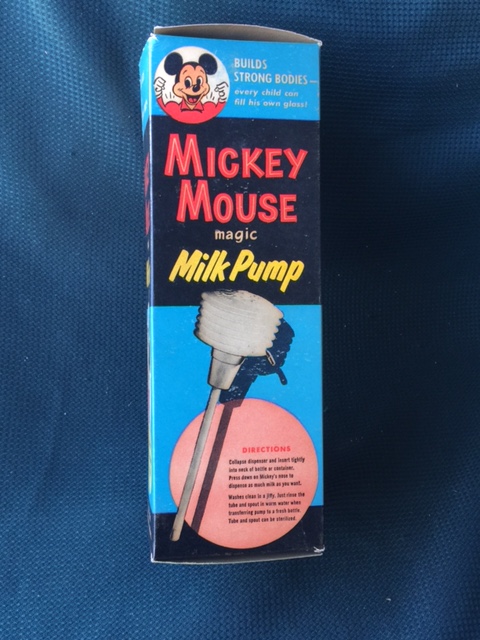 BUILDS
STRONG BODIES—
every child can
fill his own glass!
MICKEY
MOUSE
magic
Milk Pump
DIRECTIONS
Collapse dispenser and insert tightly
into neck of bottle or container.
Press down on Mickey's nose to
dispense as much milk as you want.
Washes clean in a jiffy. Just rinse the
tube and spout in warm water when
transferring pump to a fresh bottle.
Tube and spout can be sterilized.